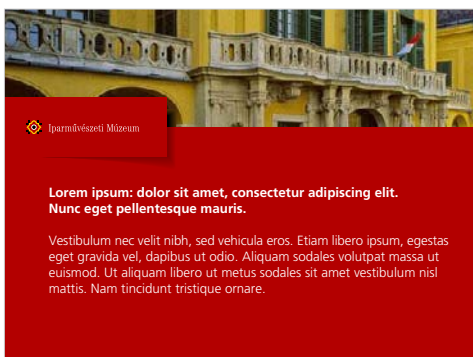 Iparművészeti Múzeum
Lorem ipsum: dolor sit amet, consectetur adipiscing elit.
Nunc eget pellentesque mauris.
Vestibulum nec velit nibh, sed vehicula eros. Etiam libero ipsum, egestas
eget gravida vel, dapibus ut odio. Aliquam sodales volutpat massa ut
euismod. Ut aliquam libero ut metus sodales sit amet vestibulum nisl
mattis. Nam tincidunt tristique ornare.